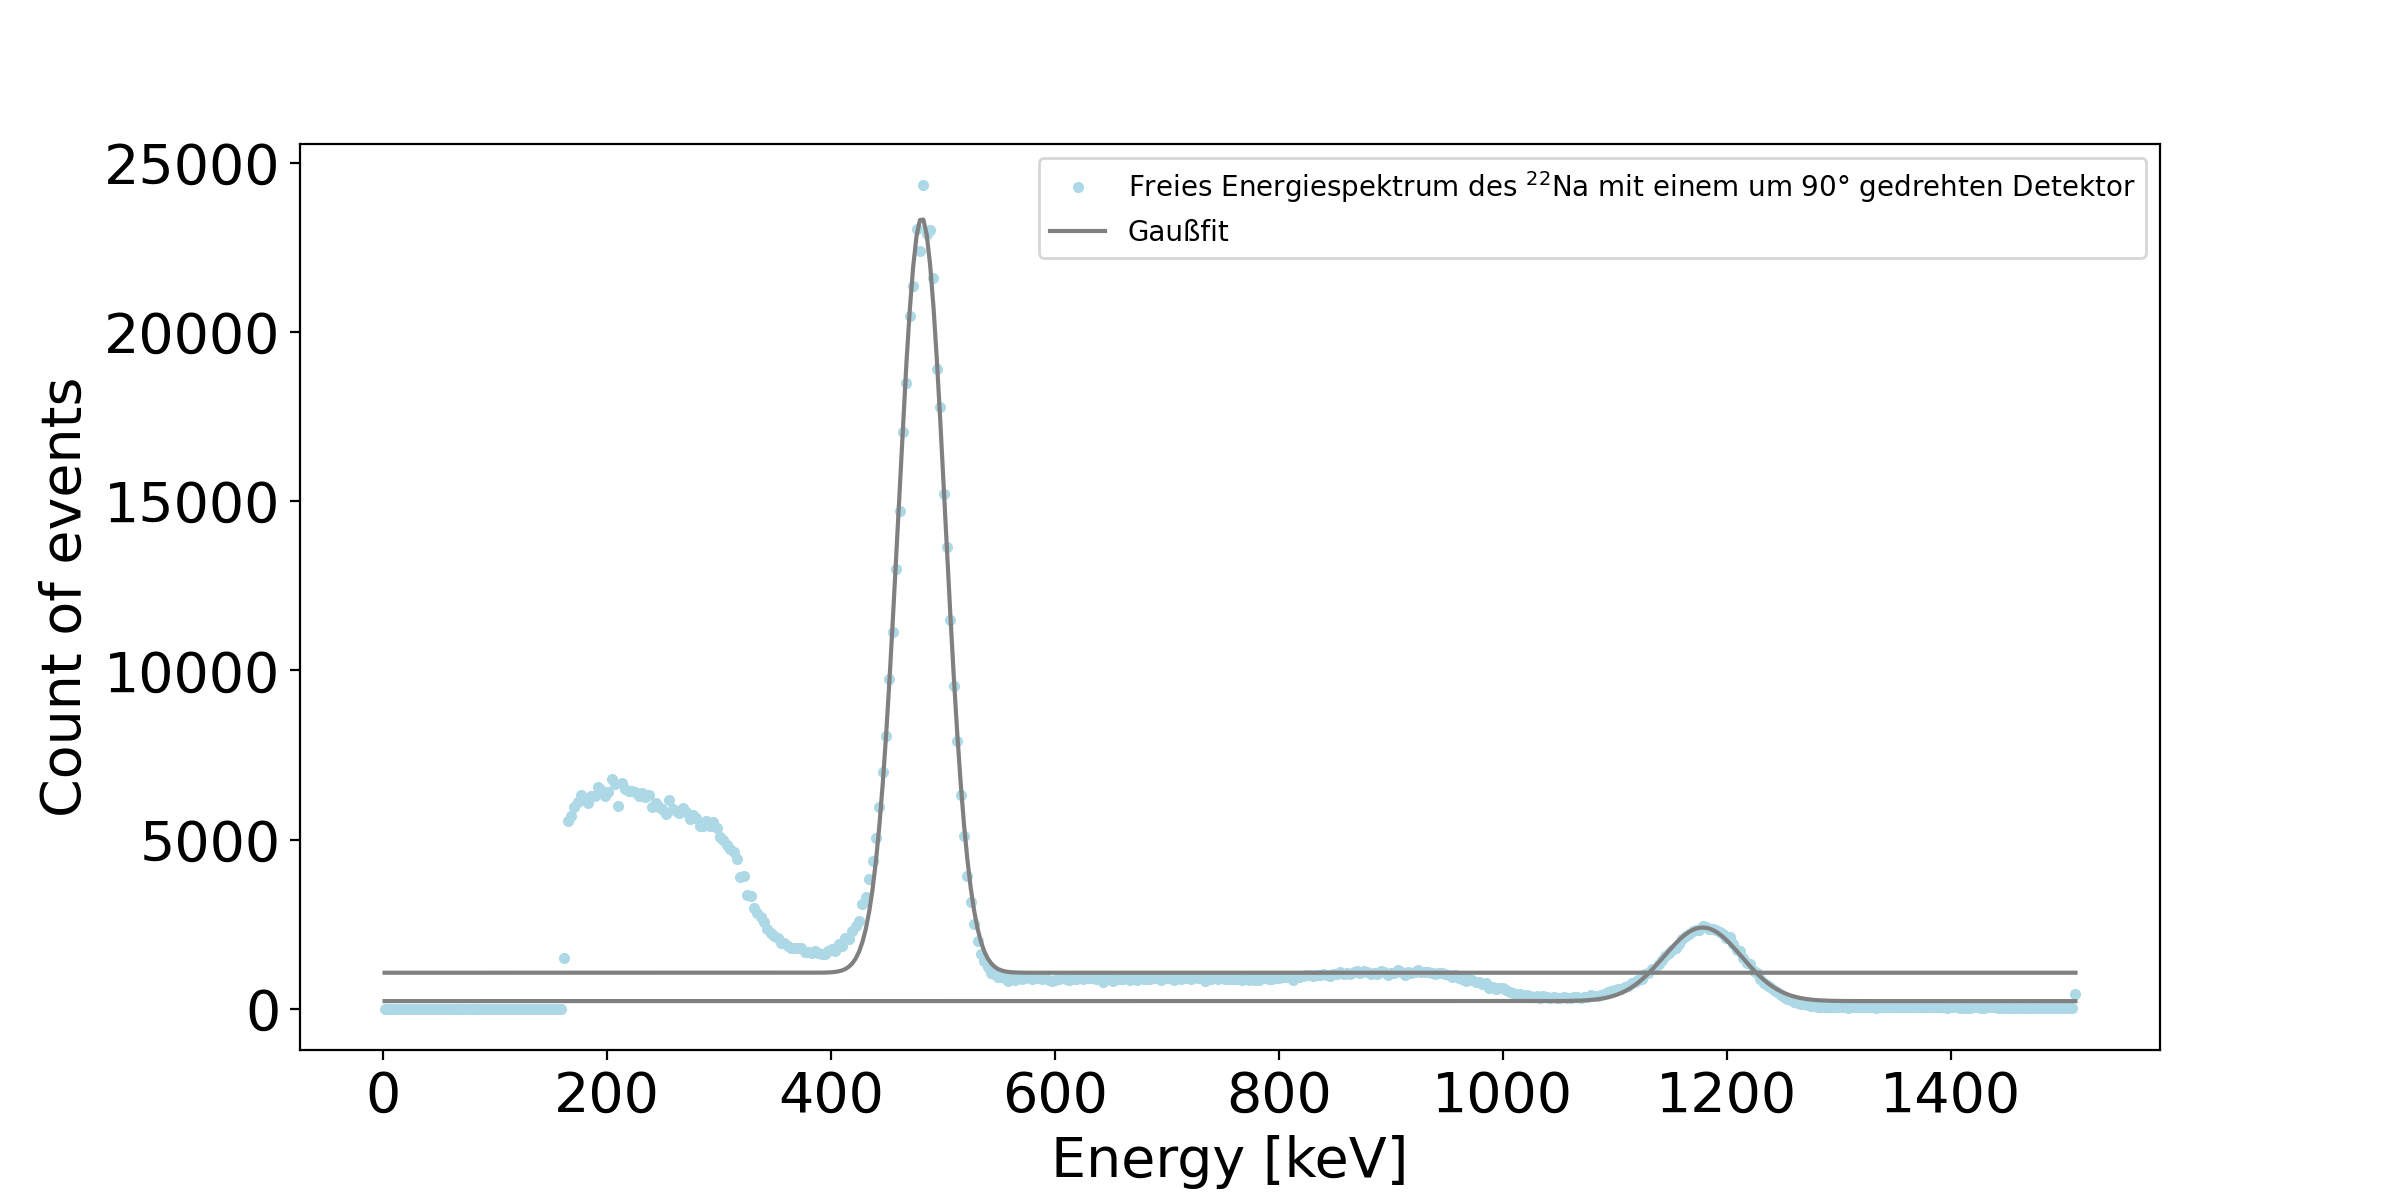 25000
20000
15000
10000
5000
0
Count of events
Freies Energiespektrum des ²²Na mit einem um 90° gedrehten Detektor
Gaußfit
0 200 400 600 800 1000 1200 1400
Energy [keV]